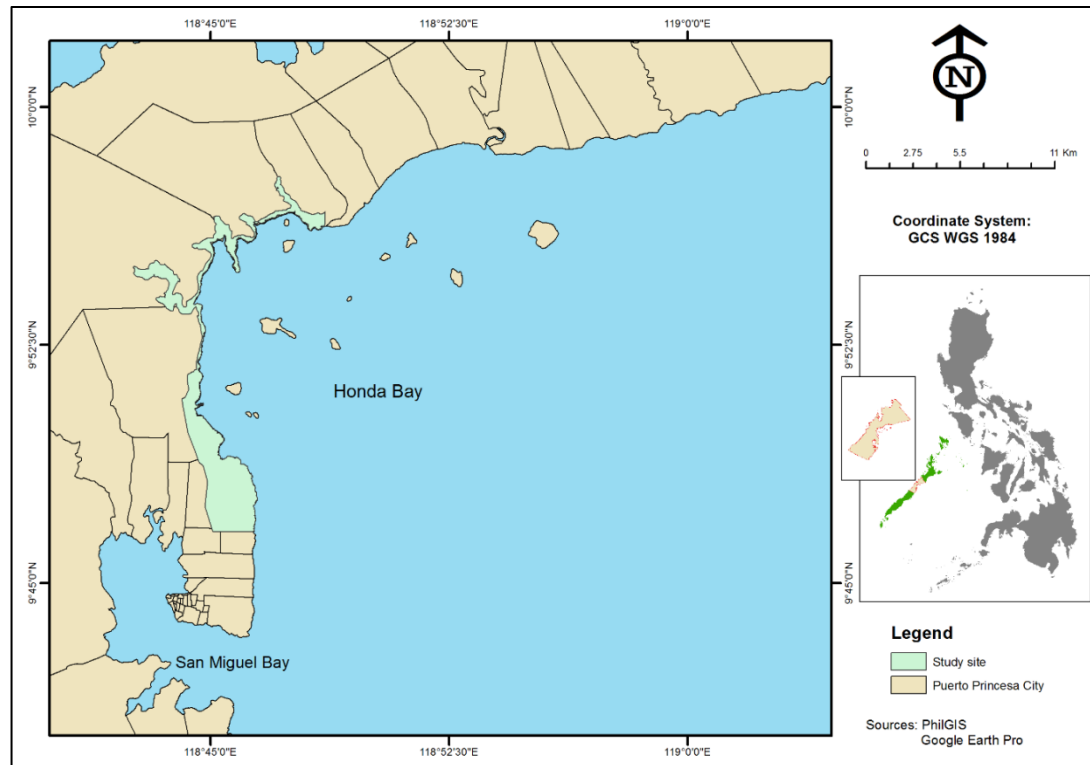 118°45'0"E
118°52'30"E
119°0'0"E
10°0'0"N
10°0'0"N
N
0 2.75 5.5 11 Km
Coordinate System:
GCS WGS 1984
9°52'30"N
9°52'30"N
Honda Bay
9°45'0"N
9°45'0"N
San Miguel Bay
Legend
Study site
Puerto Princesa City
Sources: PhilGIS
Google Earth Pro
118°45'0"E
118°52'30"E
119°0'0"E